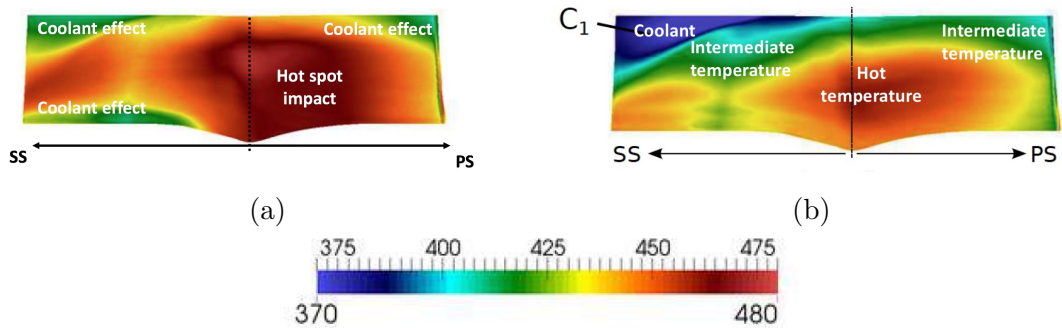 Coolant effect
Coolant effect
Hot spot
impact
Coolant effect
SS
PS
(a)
C1
Coolant
Intermediate
temperature
Intermediate
temperature
Hot
temperature
SS
PS
(b)
375 400 425 450 475
370 480